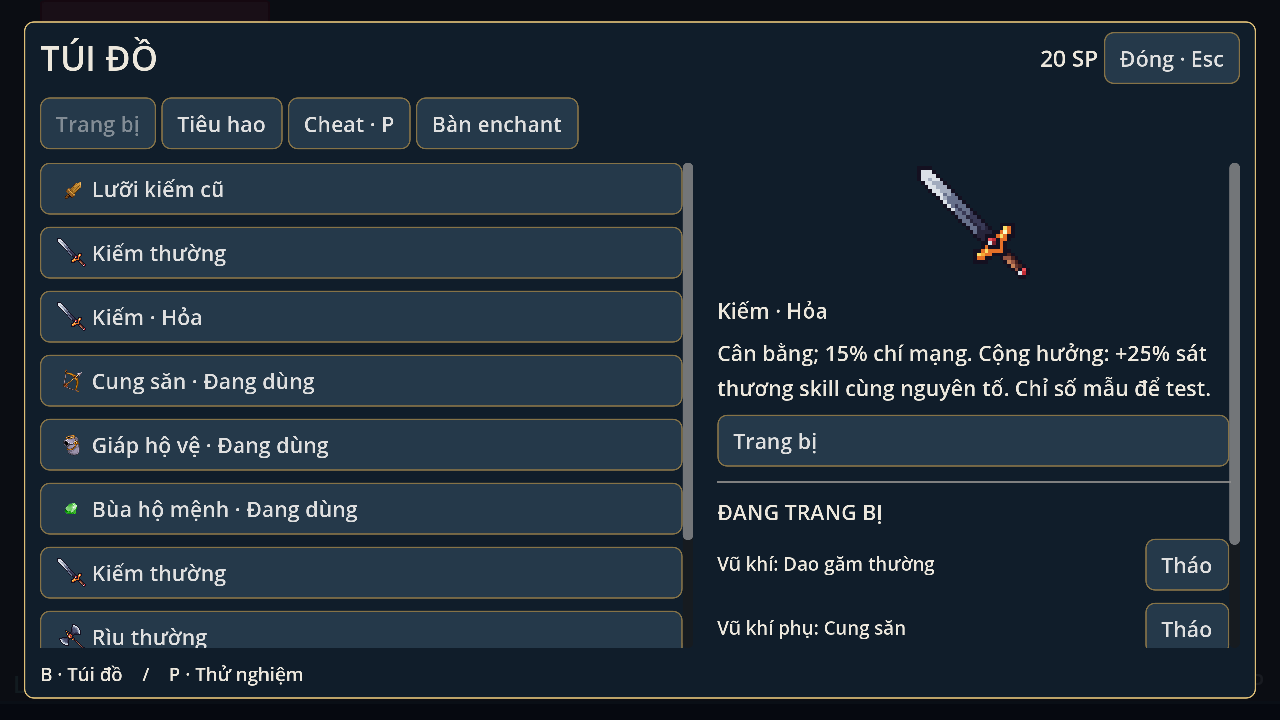 TÚI ĐỒ
20 SP
Đóng · Esc
Trang bị
Tiêu hao
Cheat · P
Bàn enchant
Lưỡi kiếm cũ
Kiếm thường
Kiếm · Hỏa
Cung săn · Đang dùng
Giáp hộ vệ · Đang dùng
Bùa hộ mệnh · Đang dùng
Kiếm thường
Rìu thường
Kiếm · Hỏa
Cân bằng; 15% chí mạng. Cộng hưởng: +25% sát
thương skill cùng nguyên tố. Chỉ số mẫu để test.
Trang bị
ĐANG TRANG BỊ
Vũ khí: Dao găm thường
Tháo
Vũ khí phụ: Cung săn
Tháo
B · Túi đồ / P · Thử nghiệm